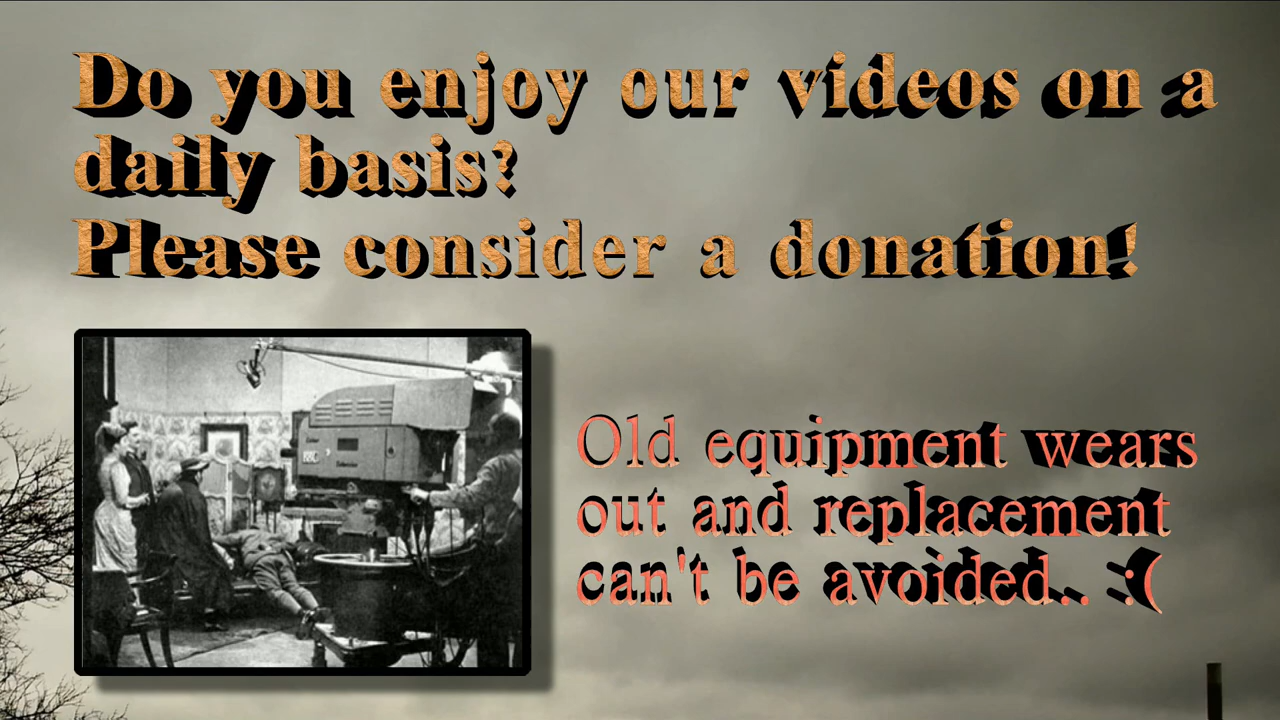 Do you enjoy our videos on a
daily basis?
Please consider a donation!
Old equipment wears
out and replacement
can't be avoided.. :(